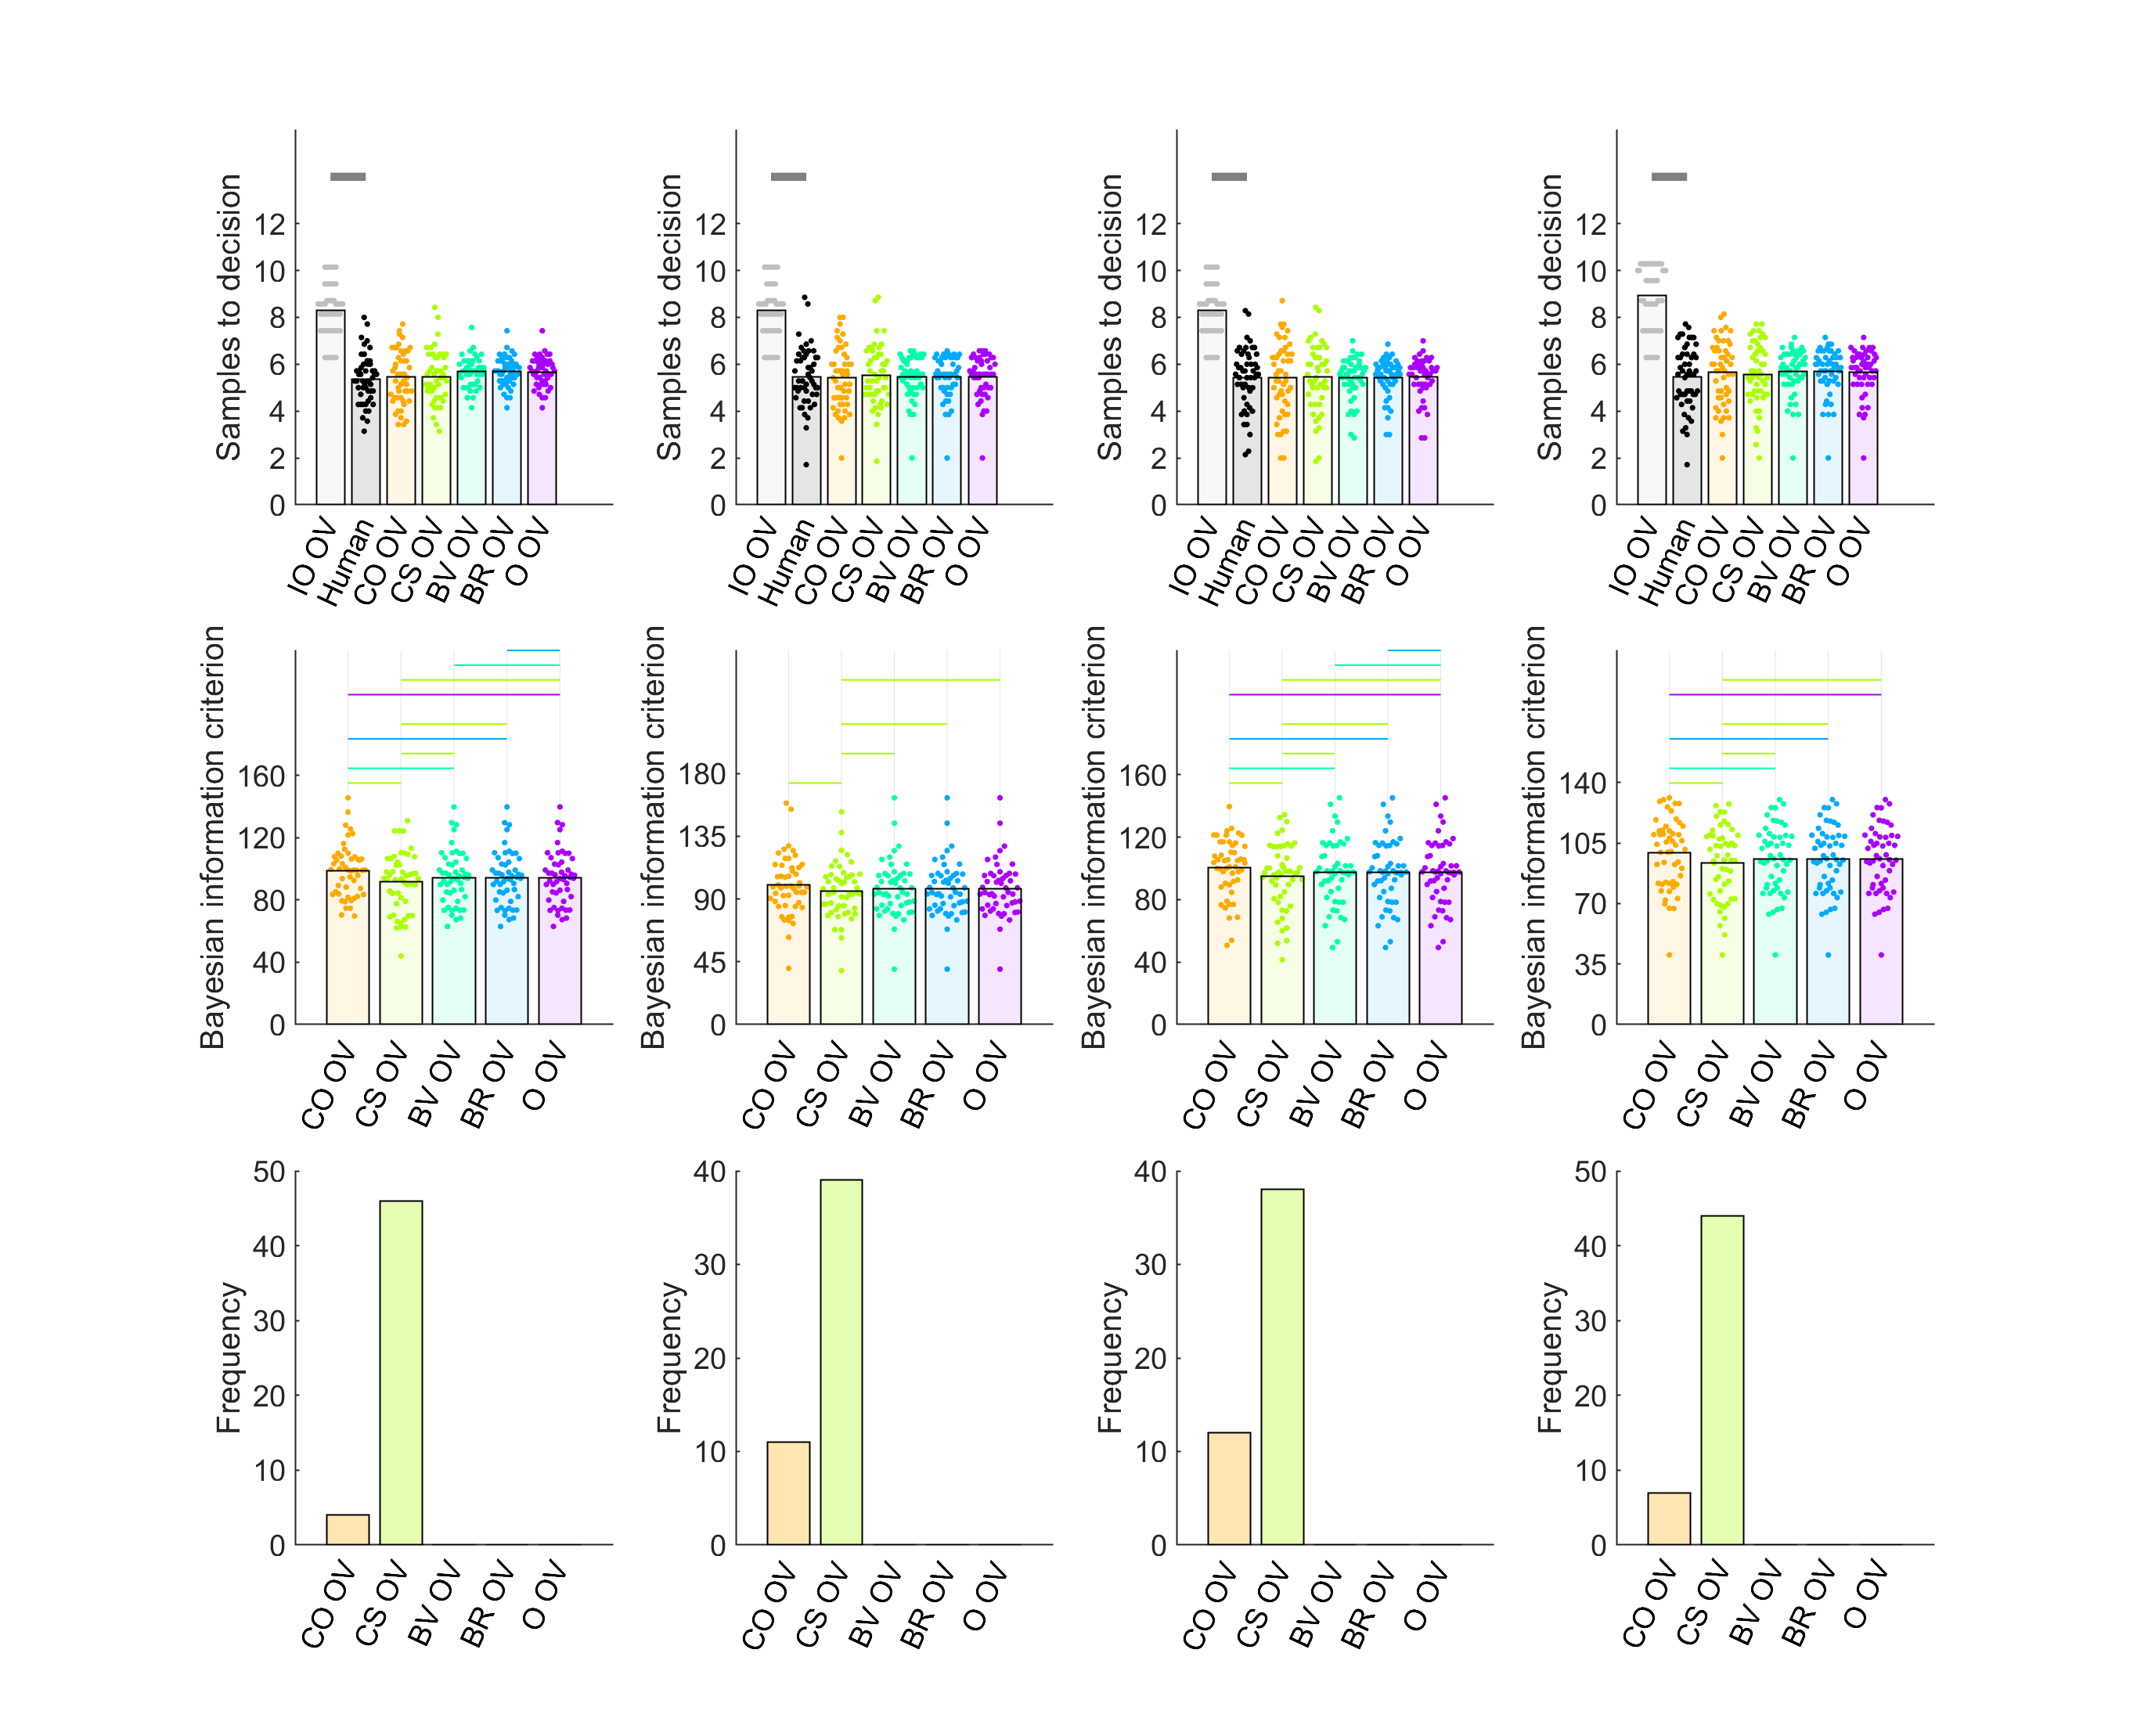 Samples to decision
12
10
8
6
4
2
0
IO OV
Human
CO OV
CS OV
BV OV
BR OV
O OV
Samples to decision
12
10
8
6
4
2
0
IO OV
Human
CO OV
CS OV
BV OV
BR OV
O OV
Samples to decision
12
10
8
6
4
2
0
IO OV
Human
CO OV
CS OV
BV OV
BR OV
O OV
Samples to decision
12
10
8
6
4
2
0
IO OV
Human
CO OV
CS OV
BV OV
BR OV
O OV
Bayesian information criterion
160
120
80
40
0
CO OV
CS OV
BV OV
BR OV
O OV
Bayesian information criterion
180
135
90
45
0
CO OV
CS OV
BV OV
BR OV
O OV
Bayesian information criterion
160
120
80
40
0
CO OV
CS OV
BV OV
BR OV
O OV
Bayesian information criterion
140
105
70
35
0
CO OV
CS OV
BV OV
BR OV
O OV
Frequency
50
40
30
20
10
0
CO OV
CS OV
BV OV
BR OV
O OV
Frequency
40
30
20
10
0
CO OV
CS OV
BV OV
BR OV
O OV
Frequency
40
30
20
10
0
CO OV
CS OV
BV OV
BR OV
O OV
Frequency
50
40
30
20
10
0
CO OV
CS OV
BV OV
BR OV
O OV